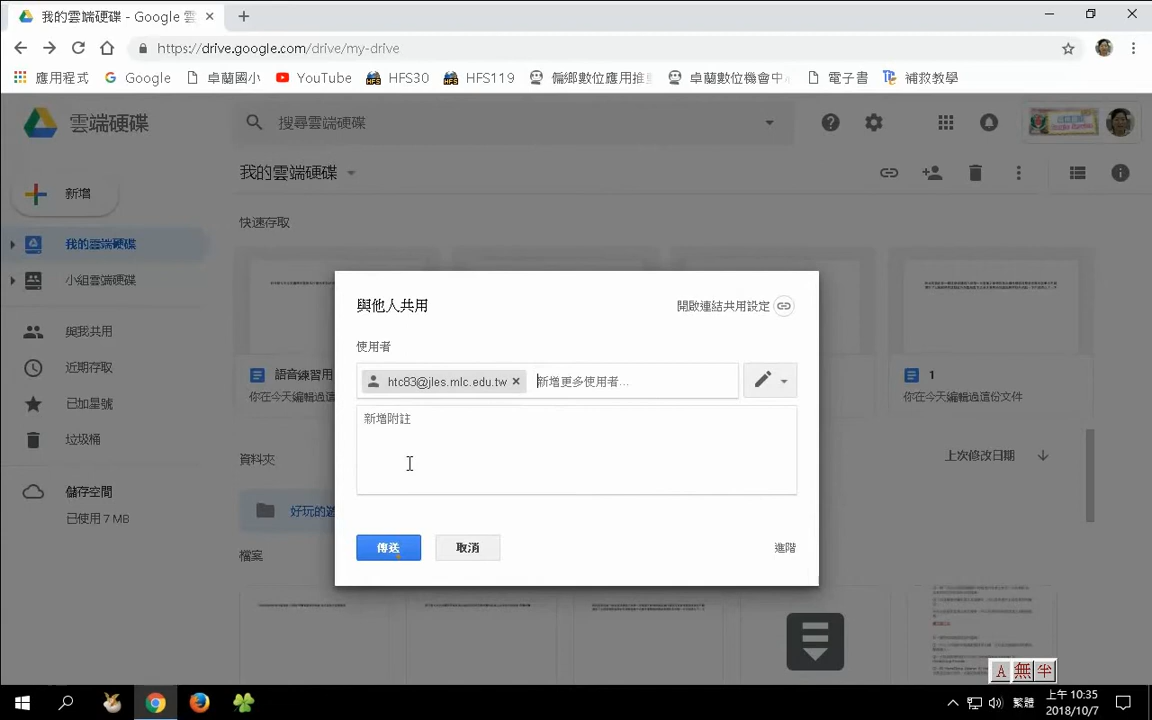 我的雲端硬碟 - Google 雲
https://drive.google.com/drive/my-drive
應用程式
Google
卓蘭國小
YouTube
HFS30
HFS119
偏鄉數位應用推
卓蘭數位機會中
電子書
補救教學
雲端硬碟
搜尋雲端硬碟
新增
我的雲端硬碟
快速存取
我的雲端硬碟
小組雲端硬碟
與我共用
近期存取
已加星號
垃圾桶
儲存空間
已使用 7 MB
語音練習用
你在今天編輯過
1
你在今天編輯過這份文件
資料夾
上次修改日期
好玩的
檔案
與他人共用
開啟連結共用設定
使用者
htc83@jles.mlc.edu.tw
新增更多使用者...
新增附註
傳送
取消
進階
A 無 半
繁體
上午 10:35
2018/10/7